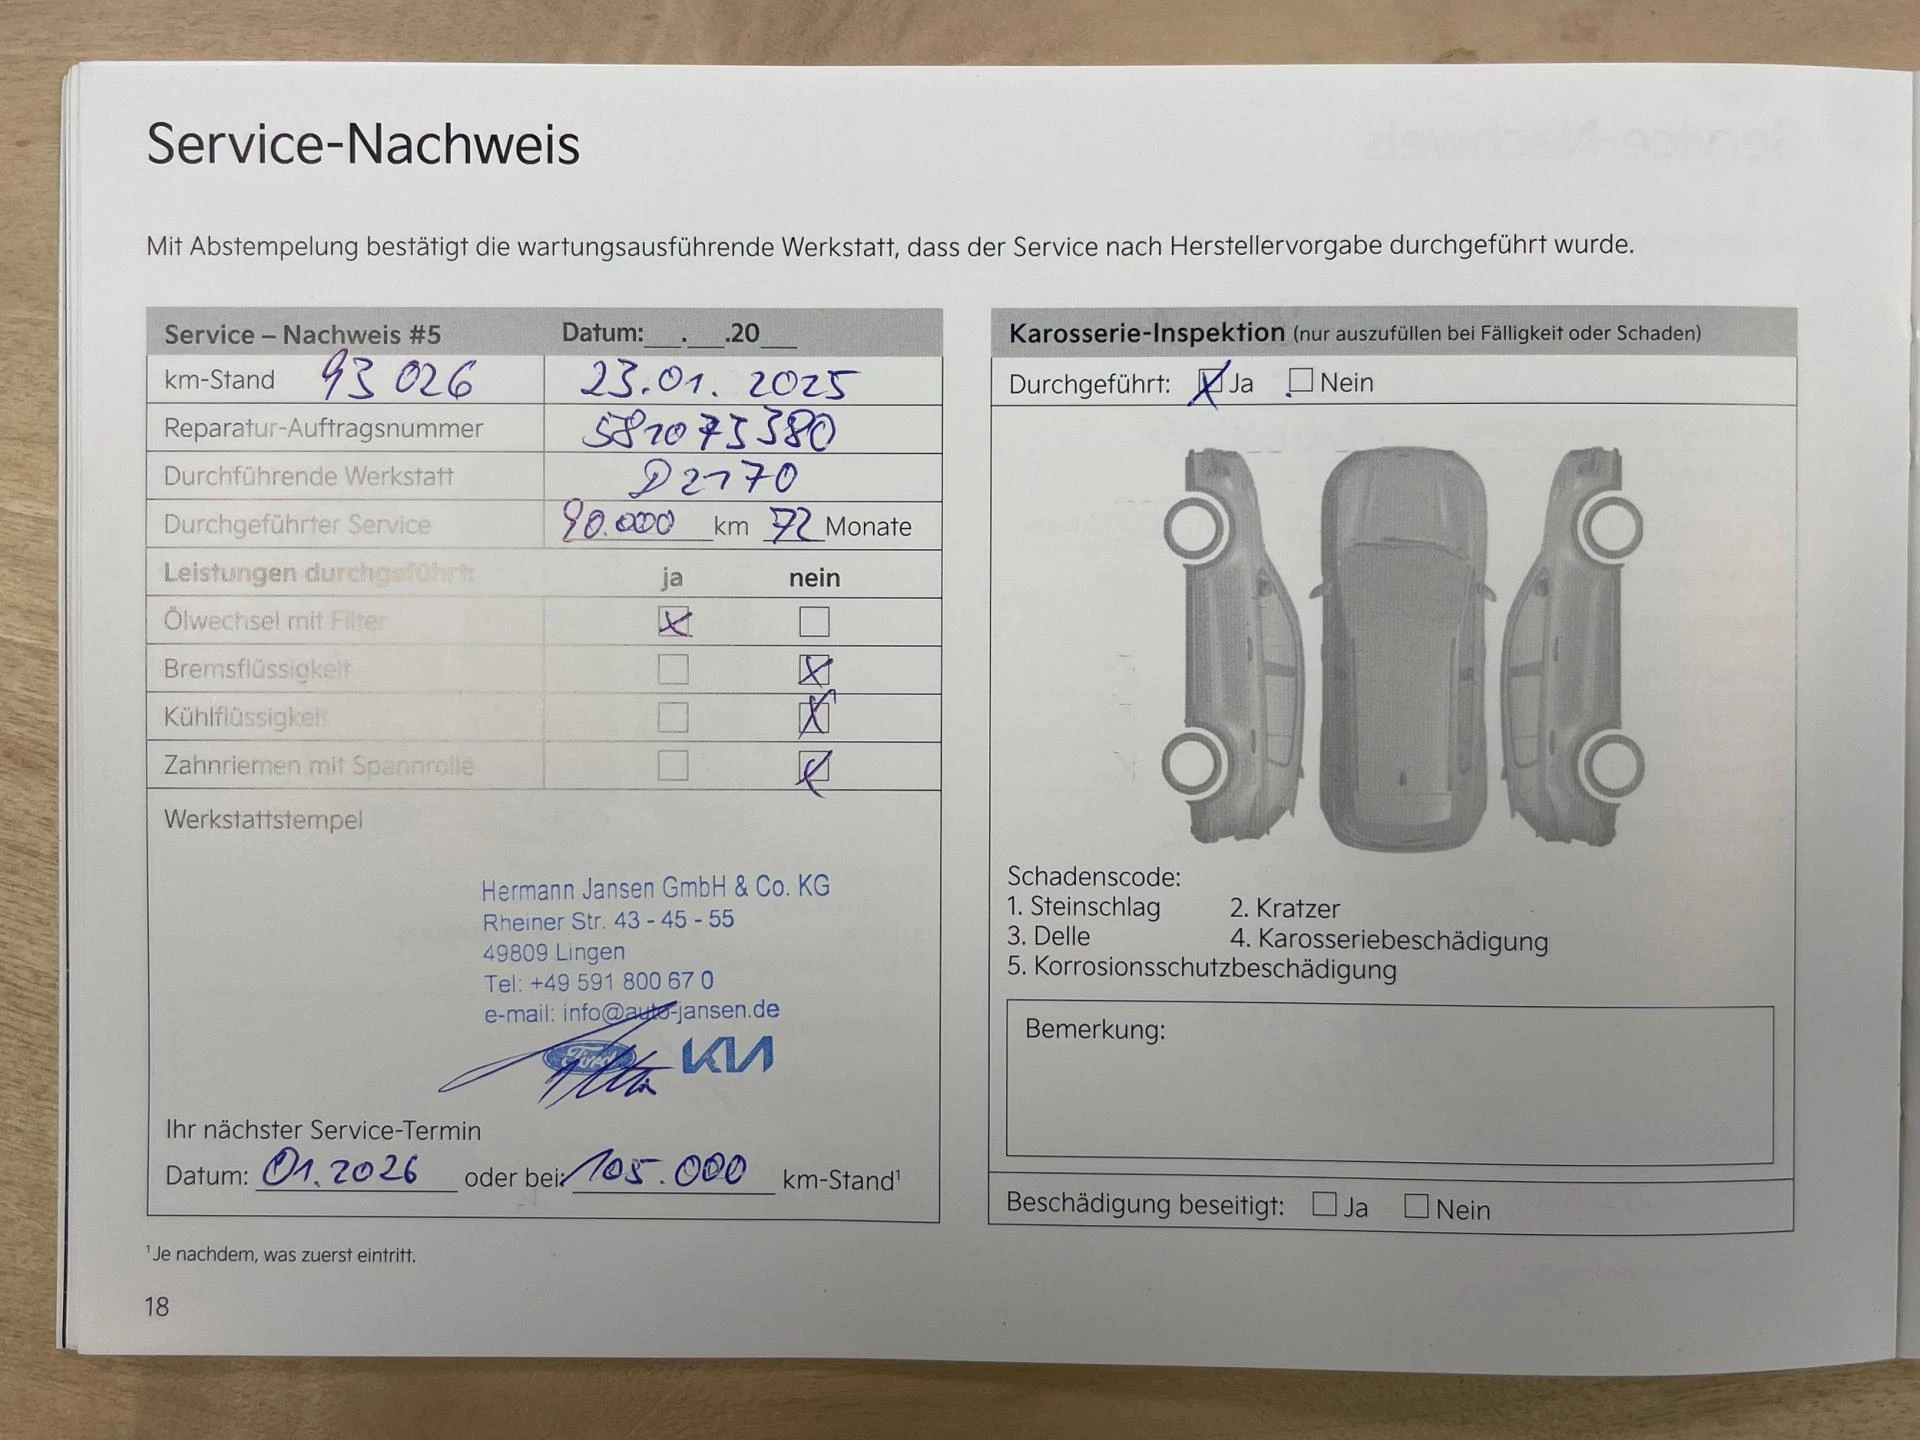 Service-Nachweis
Mit Abstempelung bestätigt die wartungsausführende Werkstatt, dass der Service nach Herstellervorgabe durchgeführt wurde.
Service – Nachweis #5 Datum:___.___.20___
km-Stand 93 026 23.01. 2025
Reparatur-Auftragsnummer 581075380
Durchführende Werkstatt D2170
Durchgeführter Service 90.000 km 72 Monate
Leistungen durchgeführt: ja nein
Ölwechsel mit Filter
Bremsflüssigkeit
Kühlflüssigkeit
Zahnriemen mit Spannrolle
Werkstattstempel
Hermann Jansen GmbH & Co. KG
Rheiner Str. 43 - 45 - 55
49809 Lingen
Tel: +49 591 800 67 0
e-mail: info@auto-jansen.de
Ford KIA
Ihr nächster Service-Termin
Datum: 01.2026 oder bei: 105.000 km-Stand¹
¹Je nachdem, was zuerst eintritt.
18
Karosserie-Inspektion (nur auszufüllen bei Fälligkeit oder Schaden)
Durchgeführt: Ja Nein
Schadenscode:
1. Steinschlag 2. Kratzer
3. Delle 4. Karosseriebeschädigung
5. Korrosionsschutzbeschädigung
Bemerkung:
Beschädigung beseitigt: Ja Nein